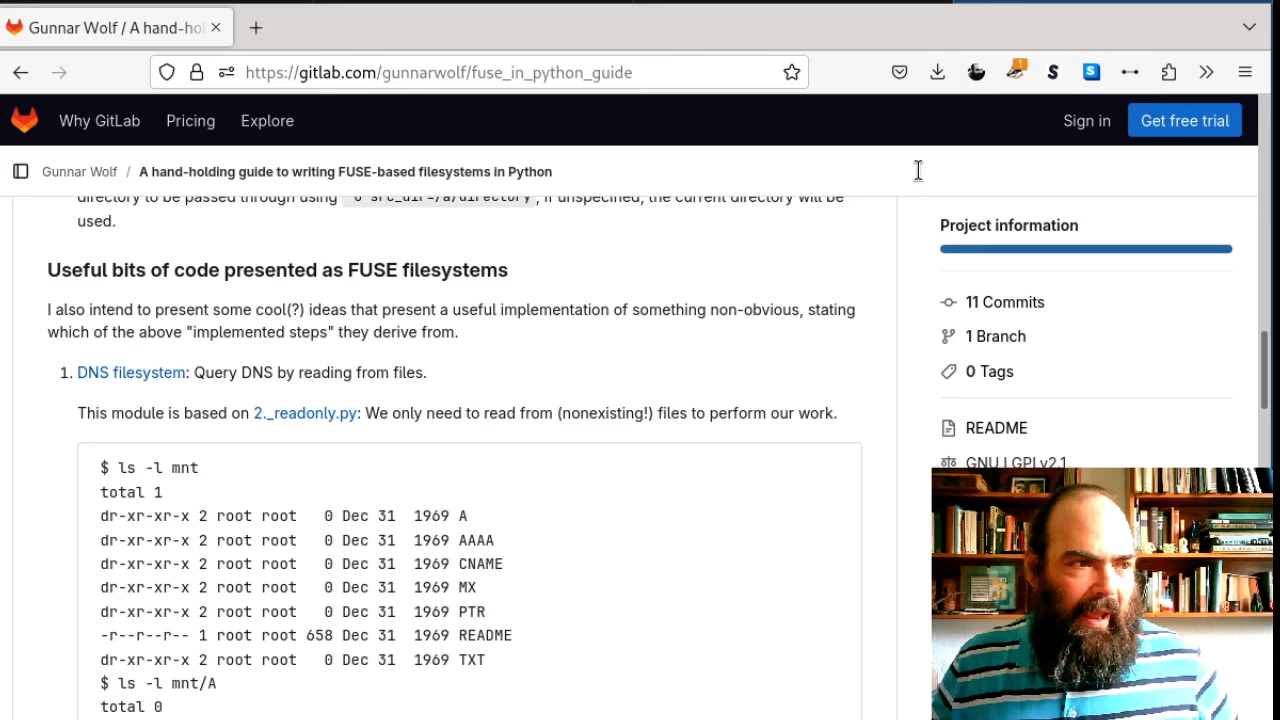 Gunnar Wolf / A hand-hol
https://gitlab.com/gunnarwolf/fuse_in_python_guide
1
Why GitLab
Pricing
Explore
Sign in
Get free trial
Gunnar Wolf / A hand-holding guide to writing FUSE-based filesystems in Python
directory to be passed through using src_dir=/a/directory, if unspecified, the current directory will be
used.
Useful bits of code presented as FUSE filesystems
I also intend to present some cool(?) ideas that present a useful implementation of something non-obvious, stating
which of the above "implemented steps" they derive from.
1. DNS filesystem: Query DNS by reading from files.
This module is based on 2._readonly.py: We only need to read from (nonexisting!) files to perform our work.
$ ls -l mnt
total 1
dr-xr-xr-x 2 root root   0 Dec 31  1969 A
dr-xr-xr-x 2 root root   0 Dec 31  1969 AAAA
dr-xr-xr-x 2 root root   0 Dec 31  1969 CNAME
dr-xr-xr-x 2 root root   0 Dec 31  1969 MX
dr-xr-xr-x 2 root root   0 Dec 31  1969 PTR
-r--r--r-- 1 root root 658 Dec 31  1969 README
dr-xr-xr-x 2 root root   0 Dec 31  1969 TXT
$ ls -l mnt/A
total 0
Project information
11 Commits
1 Branch
0 Tags
README
GNU LGPLv2.1